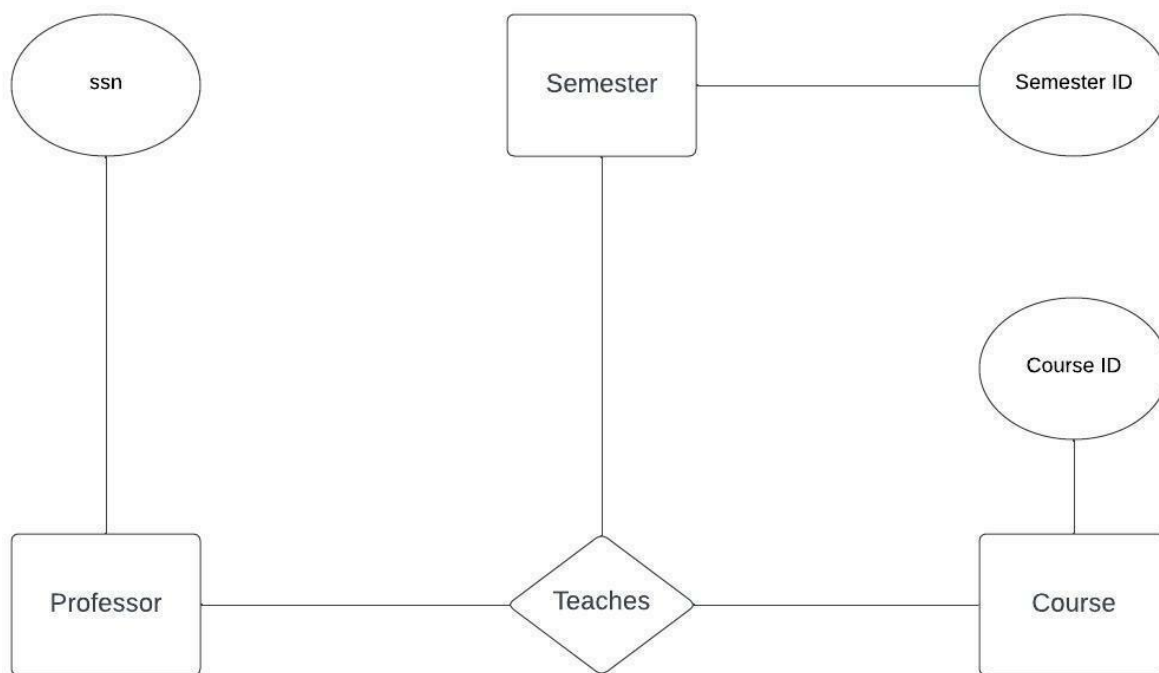 ssn
Semester
Semester ID
Course ID
Professor
Teaches
Course